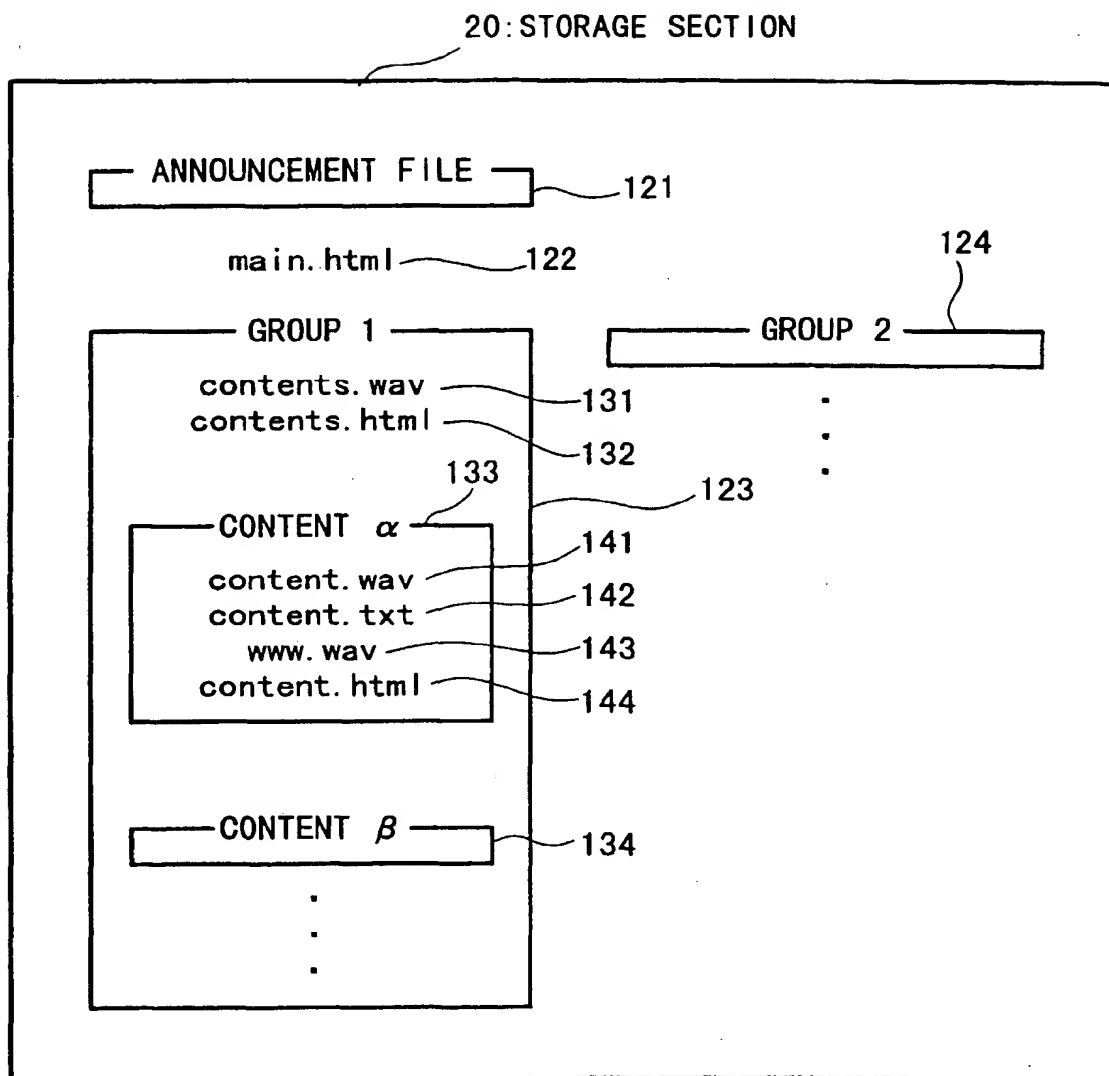 20:STORAGE SECTION
ANNOUNCEMENT FILE
121
main.html 122
124
GROUP 1
GROUP 2
contents.wav 131
contents.html 132
133
123
CONTENT α
141
content.wav
content.txt 142
www.wav 143
content.html 144
CONTENT β
134